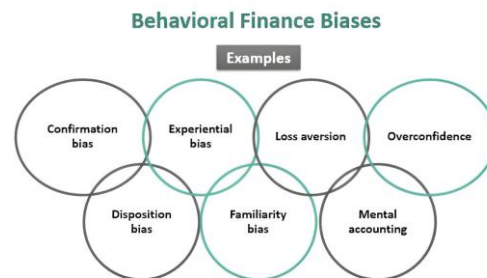 Behavioral Finance Biases
Examples
Confirmation
bias
Experiential
bias
Loss aversion
Overconfidence
Disposition
bias
Familiarity
bias
Mental
accounting